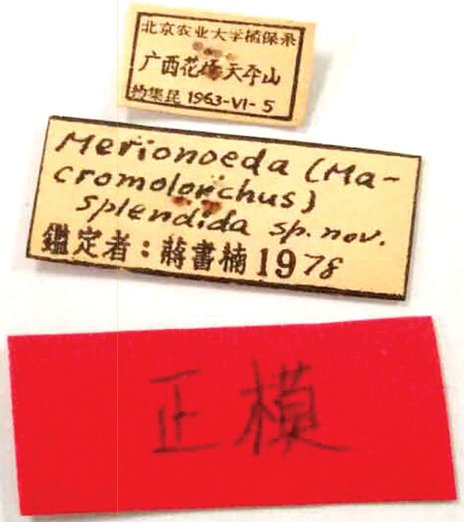 北京农业大学植保系
广西花坪天平山
杨集昆 1963-VI-5
Merionoeda (Ma-
cromolorchus)
splendida sp. nov.
鑑定者：蔣書楠 1978
正模